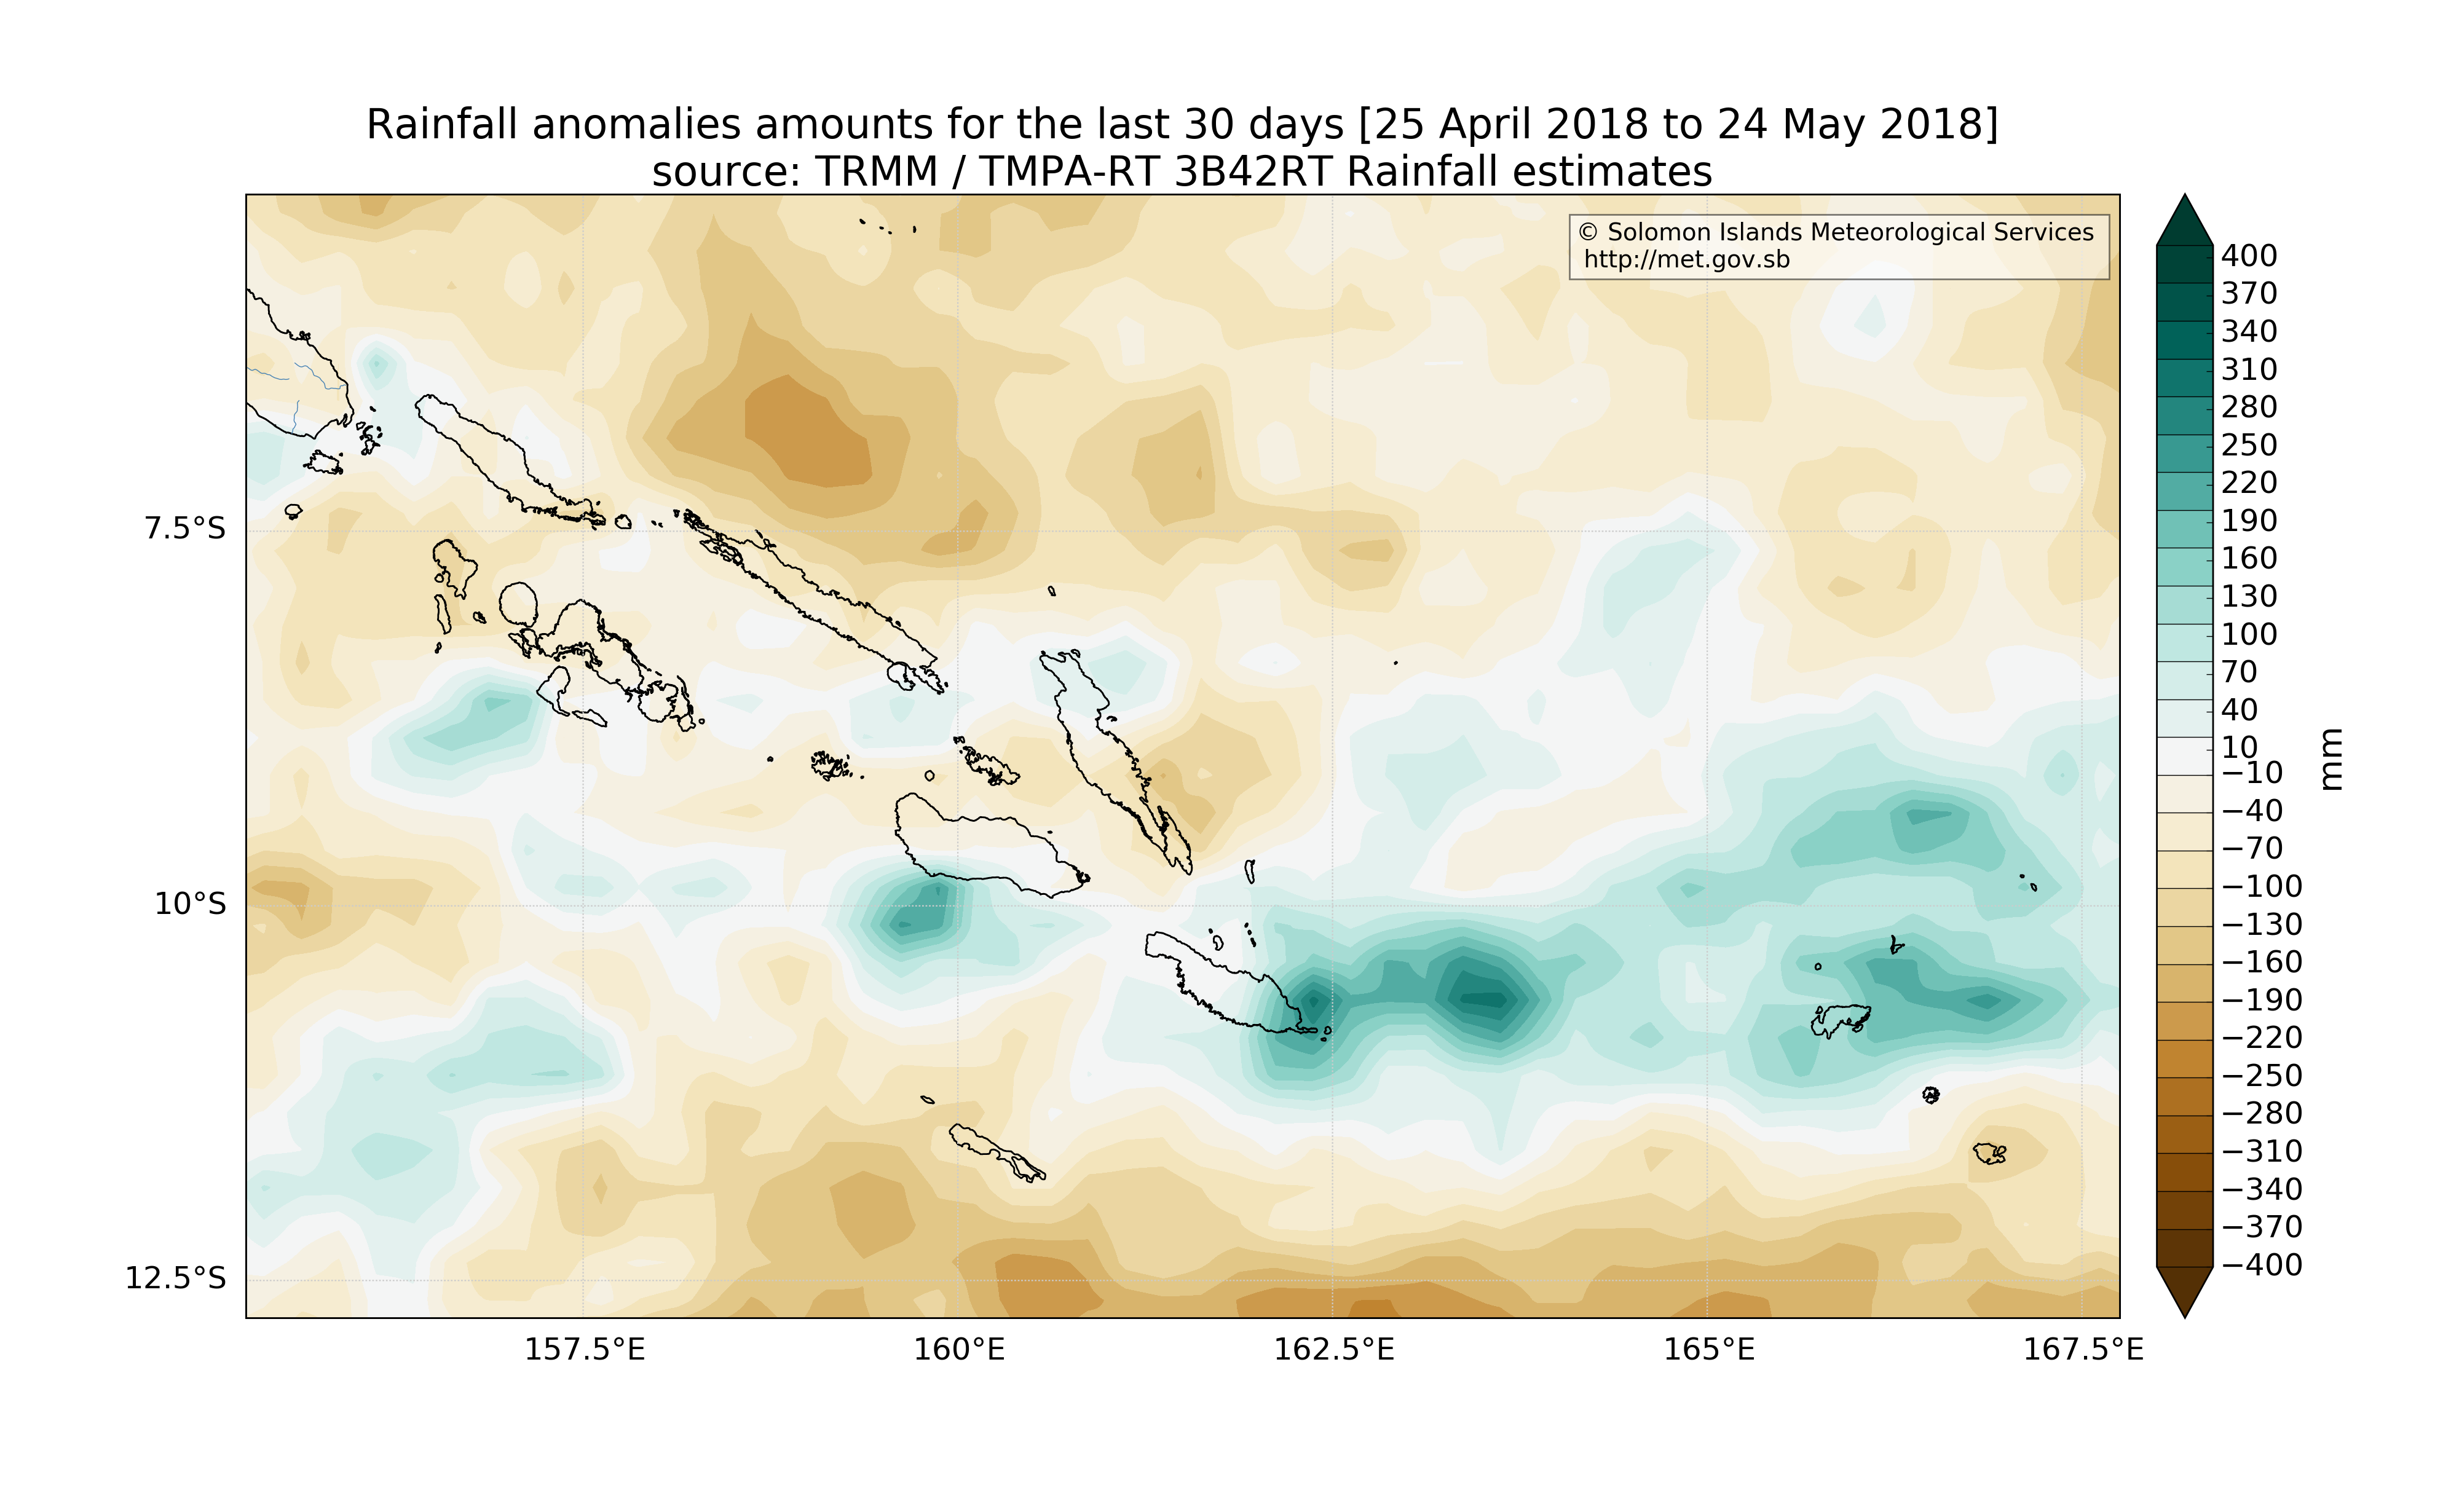 Rainfall anomalies amounts for the last 30 days [25 April 2018 to 24 May 2018]
source: TRMM / TMPA-RT 3B42RT Rainfall estimates
© Solomon Islands Meteorological Services
http://met.gov.sb
7.5°S
10°S
12.5°S
157.5°E
160°E
162.5°E
165°E
167.5°E
400
370
340
310
280
250
220
190
160
130
100
70
40
10
−10
−40
−70
−100
−130
−160
−190
−220
−250
−280
−310
−340
−370
−400
mm